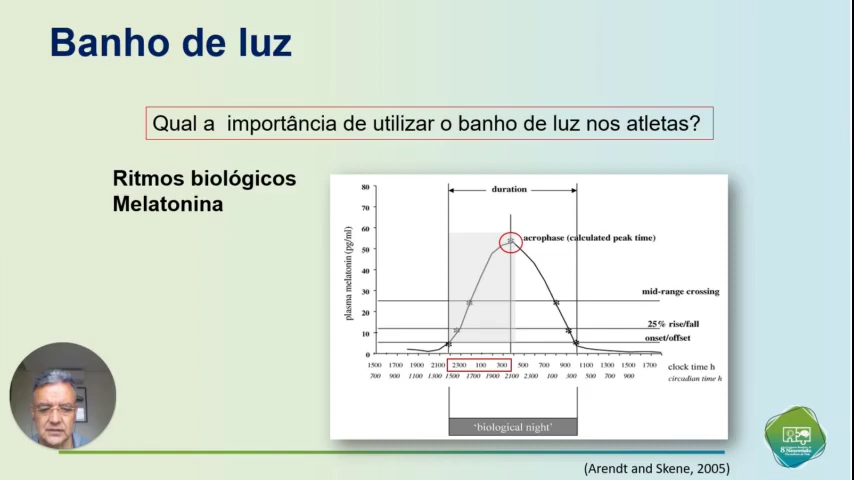 Banho de luz
Qual a importância de utilizar o banho de luz nos atletas?
Ritmos biológicos
Melatonina
duration
80
70
60
50
40
30
20
10
0
plasma melatonin (pg/ml)
acrophase (calculated peak time)
mid-range crossing
25% rise/fall
onset/offset
1500 1700 1900 2100 2300 100 300 500 700 900 1100 1300 1500 1700 clock time h
700 900 1100 1300 1500 1700 1900 2100 2300 100 300 500 700 900 circadian time h
'biological night'
(Arendt and Skene, 2005)